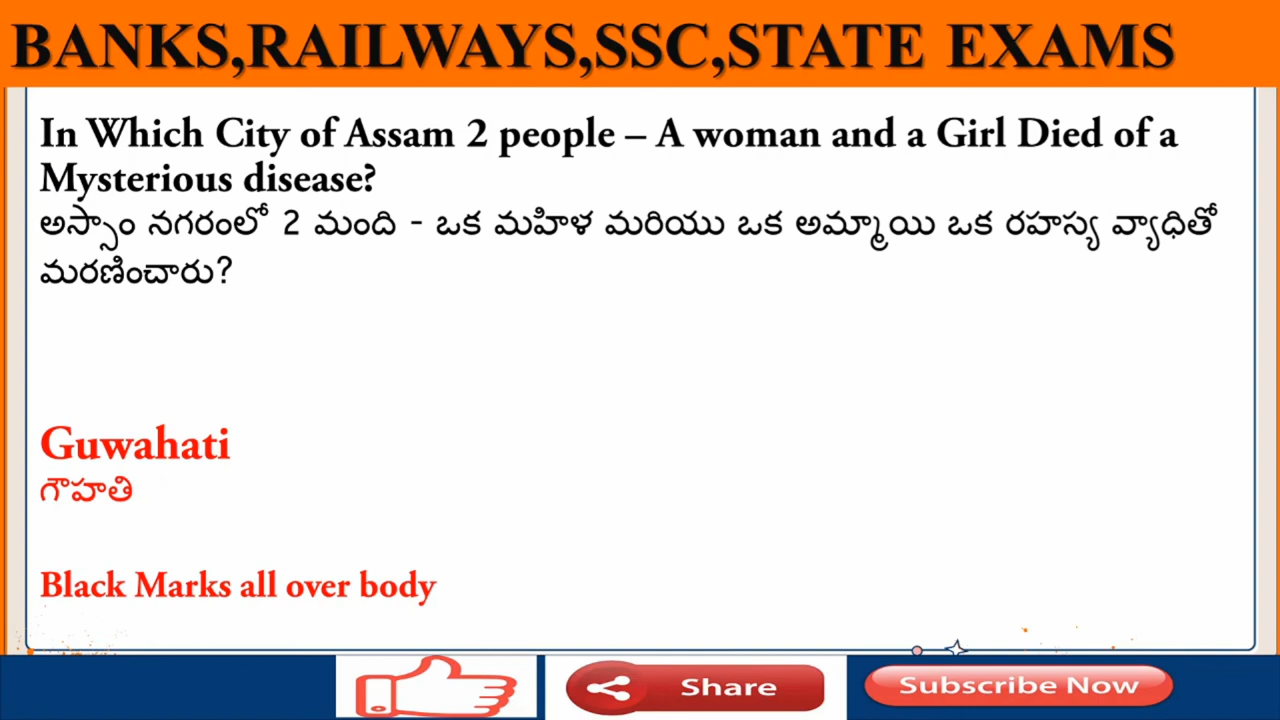 BANKS,RAILWAYS,SSC,STATE EXAMS
In Which City of Assam 2 people – A woman and a Girl Died of a
Mysterious disease?
అస్సాం నగరంలో 2 మంది - ఒక మహిళ మరియు ఒక అమ్మాయి ఒక రహస్య వ్యాధితో
మరణించారు?
Guwahati
గౌహతి
Black Marks all over body
Share
Subscribe Now